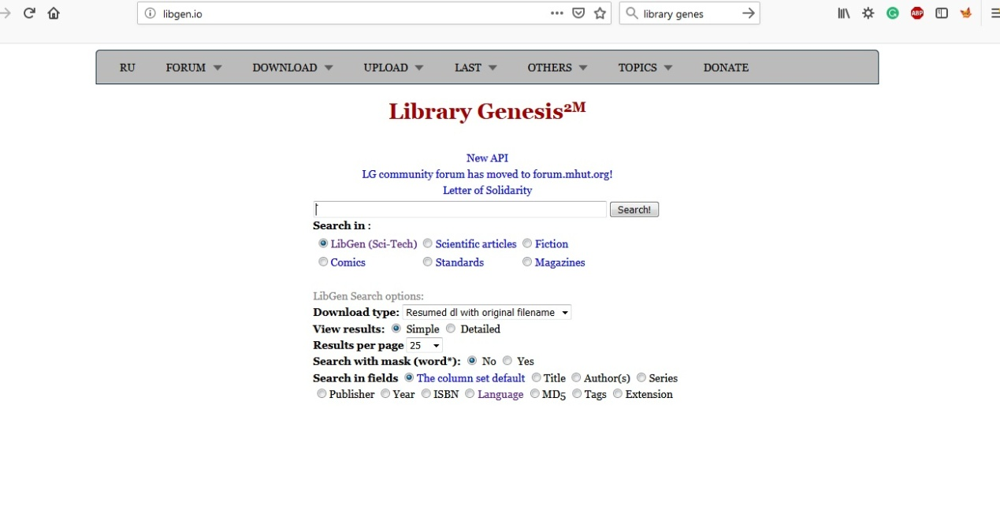 libgen.io
library genes
ABP
RU FORUM DOWNLOAD UPLOAD LAST OTHERS TOPICS DONATE
Library Genesis2M
New API
LG community forum has moved to forum.mhut.org!
Letter of Solidarity
Search!
Search in :
LibGen (Sci-Tech) Scientific articles Fiction
Comics Standards Magazines
LibGen Search options:
Download type: Resumed dl with original filename
View results: Simple Detailed
Results per page 25
Search with mask (word*): No Yes
Search in fields The column set default Title Author(s) Series
Publisher Year ISBN Language MD5 Tags Extension